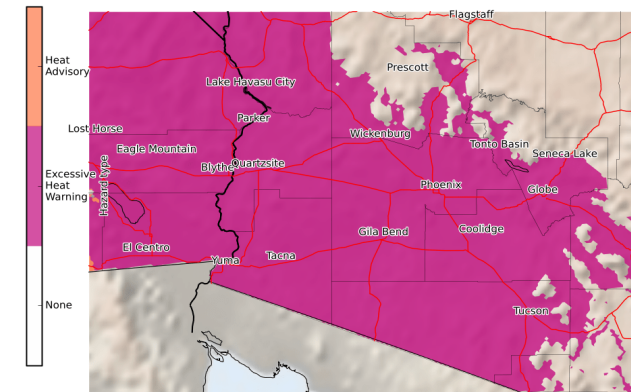 Heat
Advisory
Excessive
Heat
Warning
None
Hazard type
Flagstaff
Prescott
Lake Havasu City
Parker
Lost Horse
Wickenburg
Eagle Mountain
Tonto Basin
Seneca Lake
Blythe
Quartzsite
Phoenix
Globe
Gila Bend
Coolidge
El Centro
Tacna
Yuma
Tucson